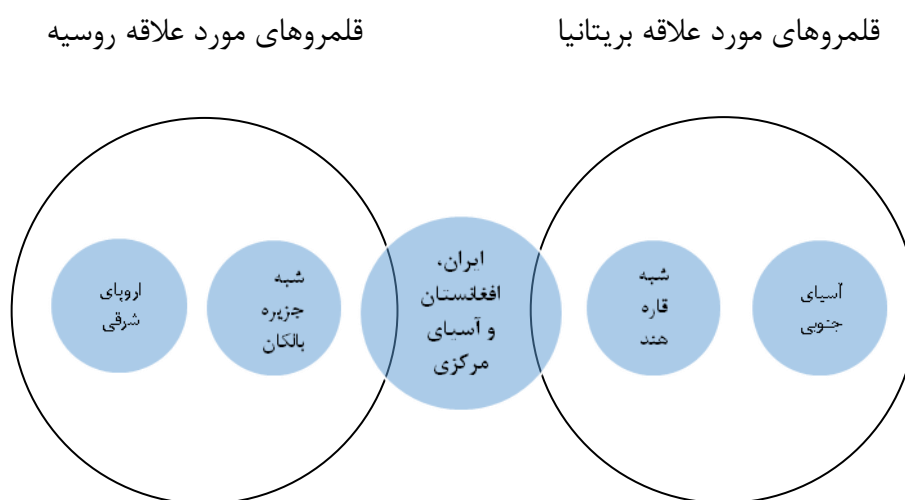 قلمروهای مورد علاقه بریتانیا
قلمروهای مورد علاقه روسیه
آسیای
جنوبی
شبه
قاره
هند
ایران،
افغانستان
و آسیای
مرکزی
شبه
جزیره
بالکان
اروپای
شرقی